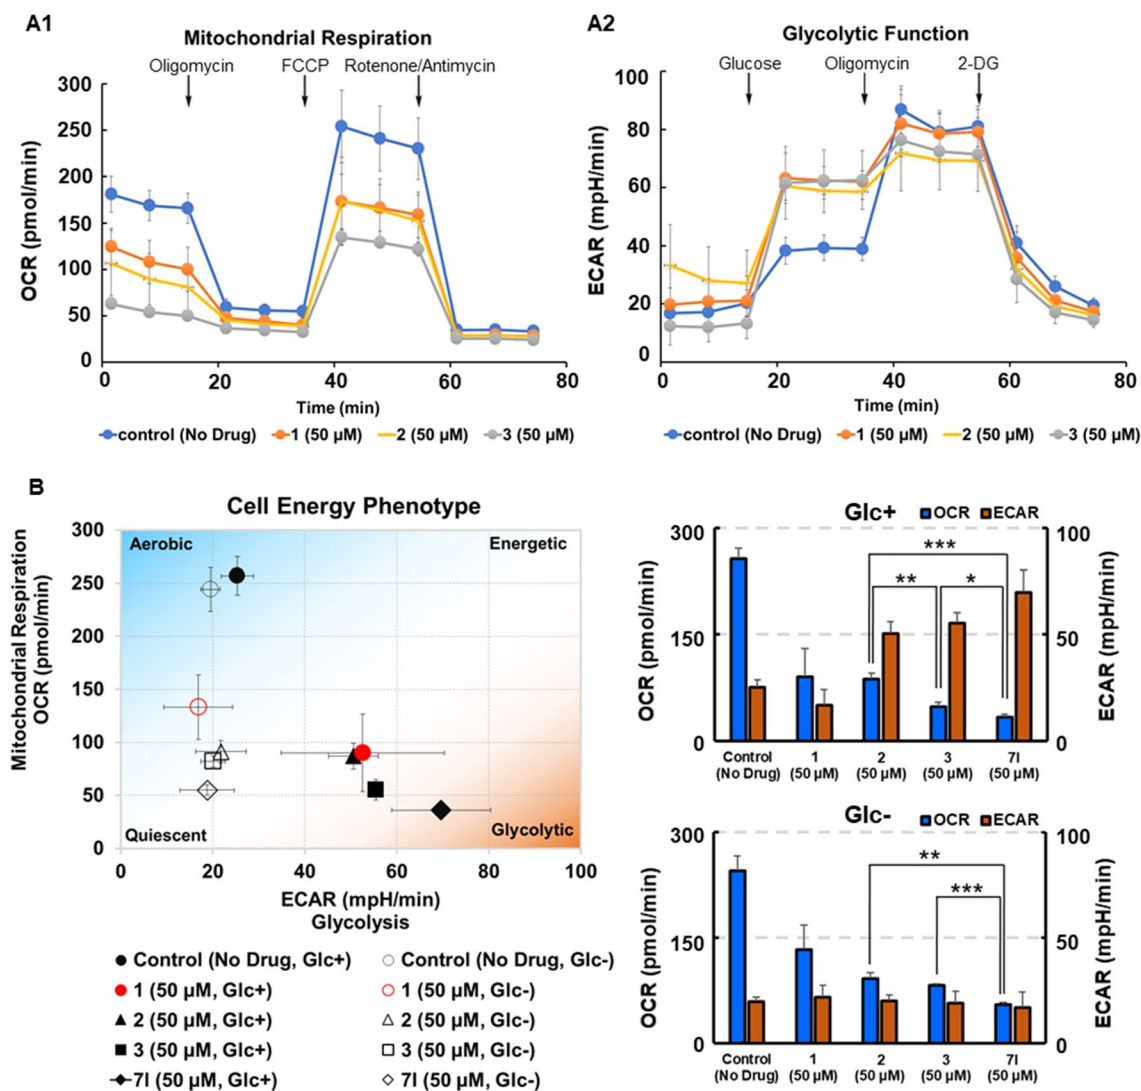 A1
Mitochondrial Respiration
Oligomycin FCCP Rotenone/Antimycin
OCR (pmol/min)
300
250
200
150
100
50
0
0 20 40 60 80
Time (min)
control (No Drug) 1 (50 µM) 2 (50 µM) 3 (50 µM)
A2
Glycolytic Function
Glucose Oligomycin 2-DG
ECAR (mpH/min)
100
80
60
40
20
0
0 20 40 60 80
Time (min)
control (No Drug) 1 (50 µM) 2 (50 µM) 3 (50 µM)
B
Cell Energy Phenotype
Mitochondrial Respiration
OCR (pmol/min)
300
250
200
150
100
50
0
Aerobic Energetic
Quiescent Glycolytic
0 20 40 60 80 100
ECAR (mpH/min)
Glycolysis
Control (No Drug, Glc+) Control (No Drug, Glc-)
1 (50 µM, Glc+) 1 (50 µM, Glc-)
2 (50 µM, Glc+) 2 (50 µM, Glc-)
3 (50 µM, Glc+) 3 (50 µM, Glc-)
7l (50 µM, Glc+) 7l (50 µM, Glc-)
Glc+
OCR ECAR
OCR (pmol/min)
300
150
0
***
** *
100
50
0
ECAR (mpH/min)
Control 1 2 3 7l
(No Drug) (50 µM) (50 µM) (50 µM) (50 µM)
Glc-
OCR ECAR
OCR (pmol/min)
300
150
0
**
***
100
50
0
ECAR (mpH/min)
Control 1 2 3 7l
(No Drug) (50 µM) (50 µM) (50 µM) (50 µM)